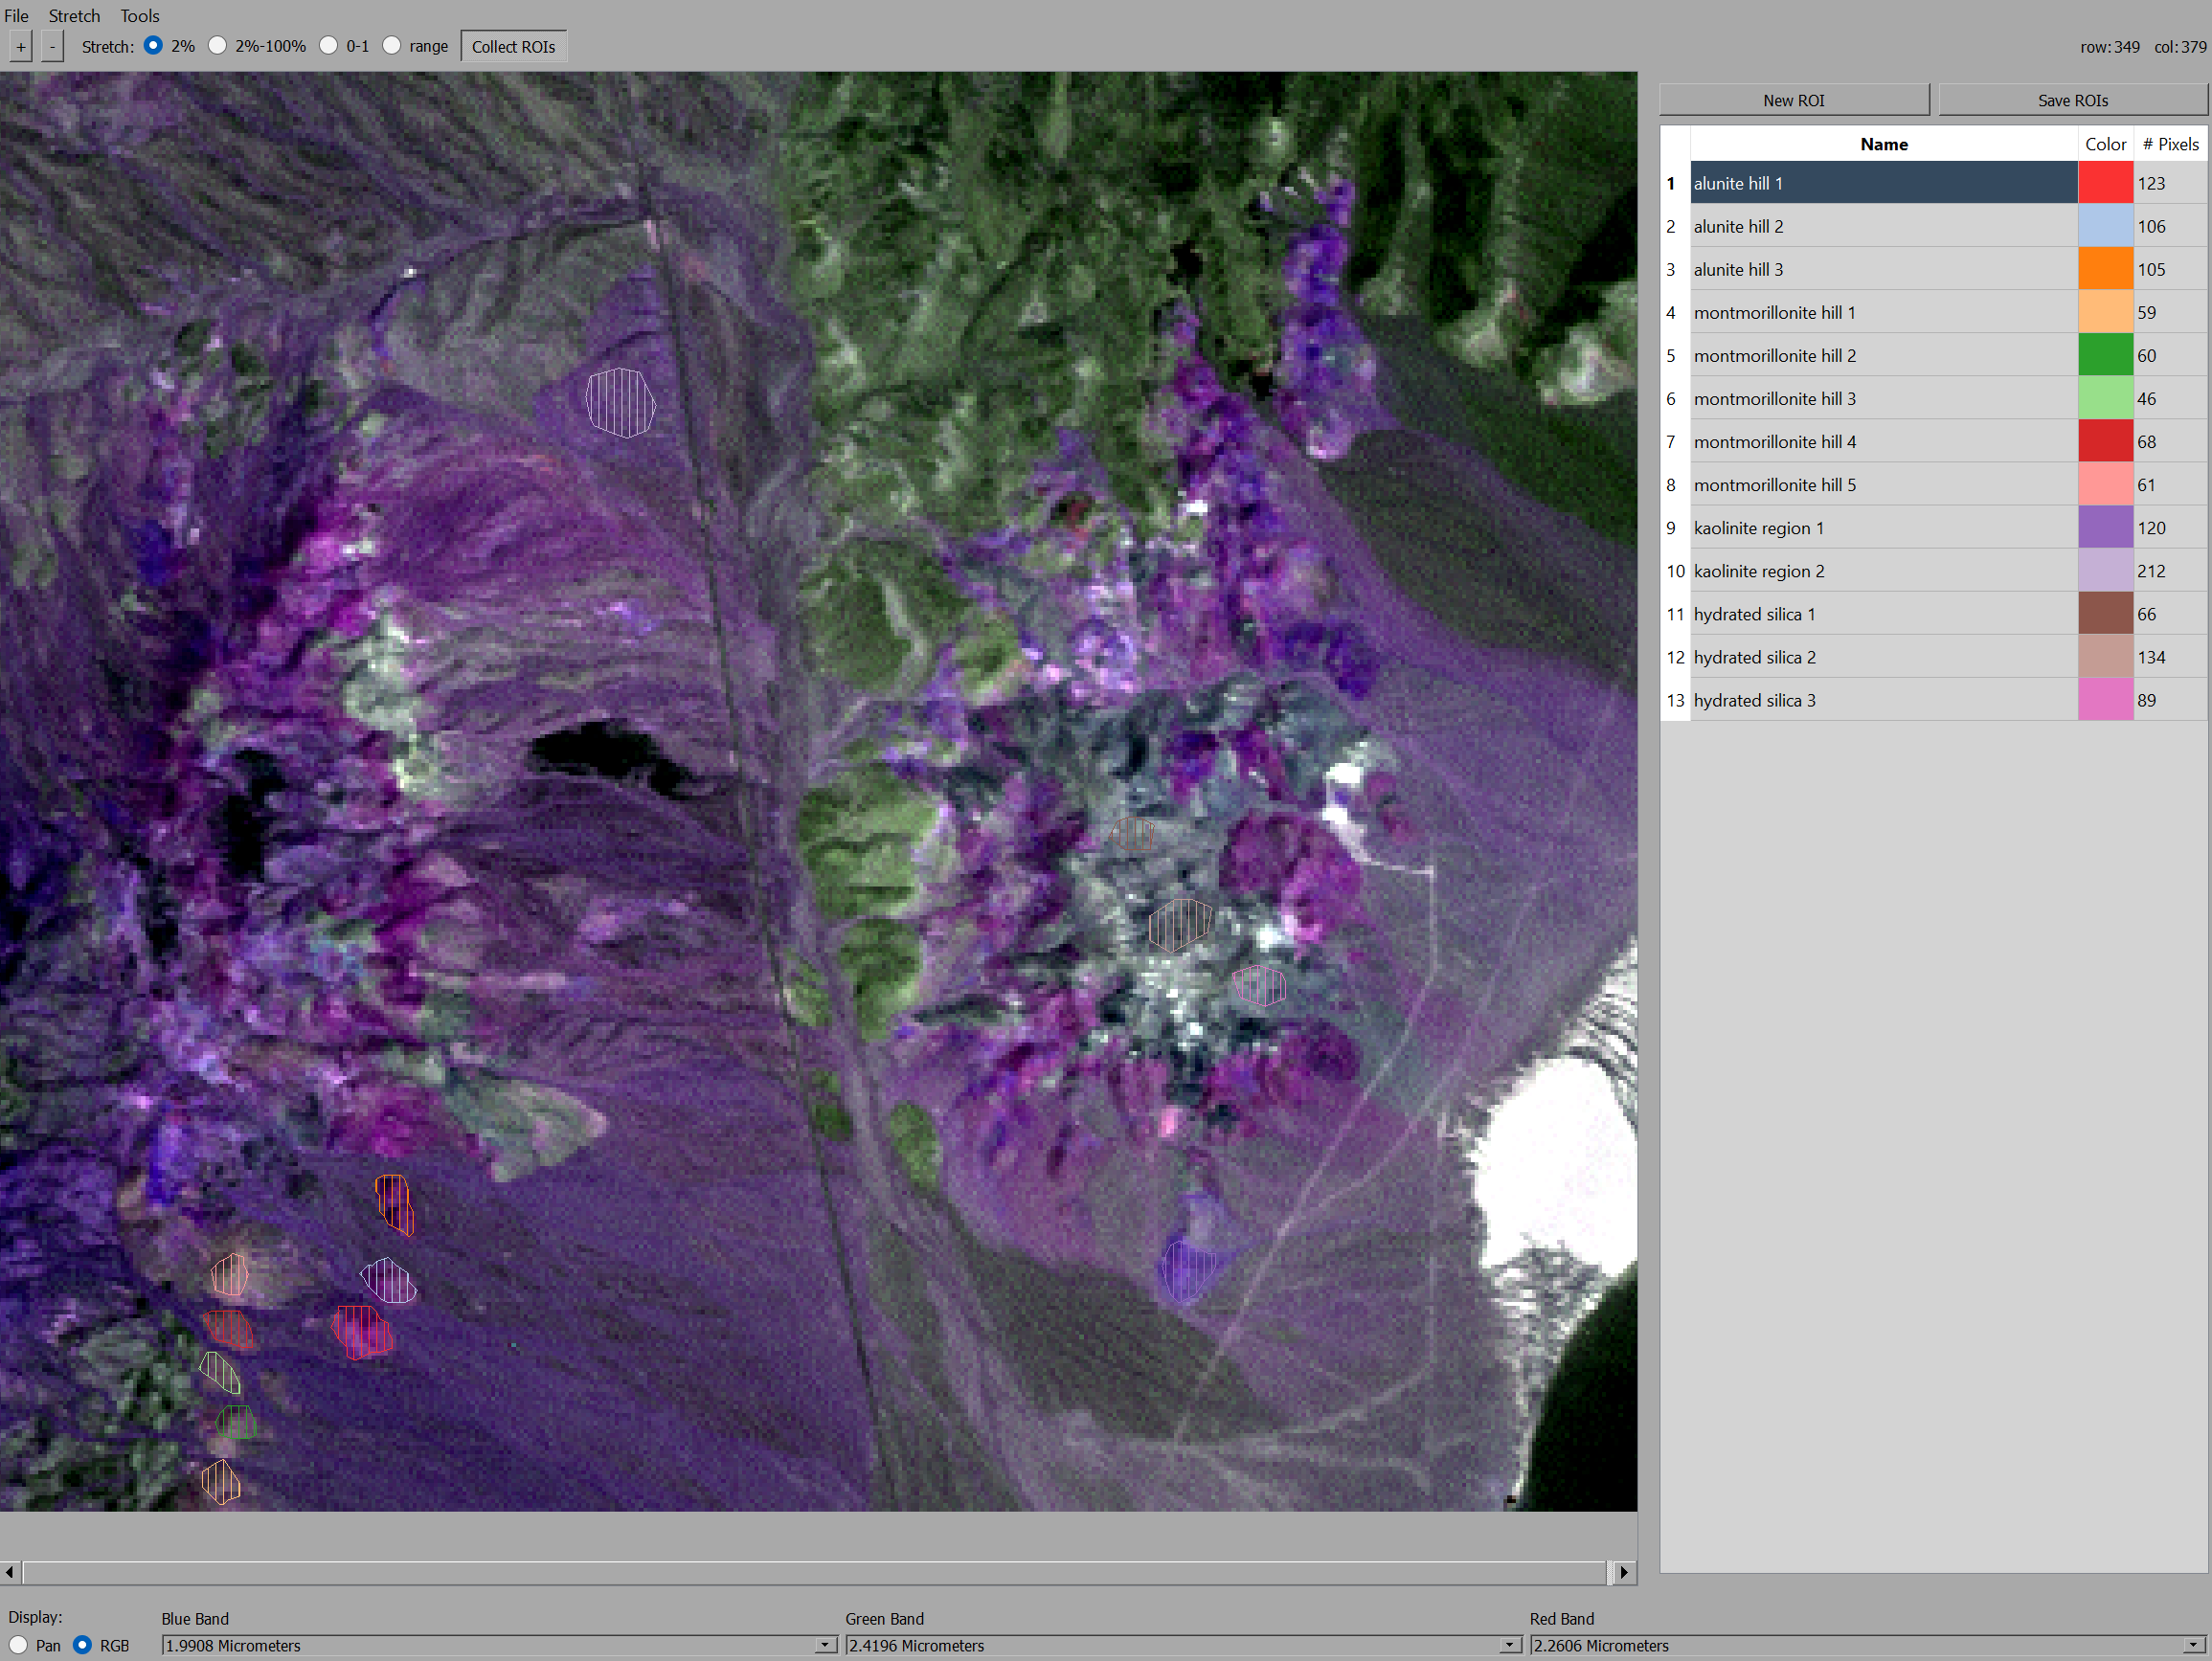 File Stretch Tools
+ - Stretch: 2% 2%-100% 0-1 range Collect ROIs row:349 col:379
New ROI Save ROIs
Name Color # Pixels
1 alunite hill 1 123
2 alunite hill 2 106
3 alunite hill 3 105
4 montmorillonite hill 1 59
5 montmorillonite hill 2 60
6 montmorillonite hill 3 46
7 montmorillonite hill 4 68
8 montmorillonite hill 5 61
9 kaolinite region 1 120
10 kaolinite region 2 212
11 hydrated silica 1 66
12 hydrated silica 2 134
13 hydrated silica 3 89
Display: Blue Band Green Band Red Band
Pan RGB 1.9908 Micrometers 2.4196 Micrometers 2.2606 Micrometers